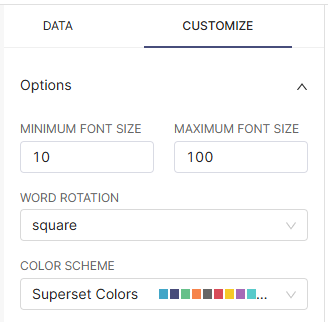 DATA CUSTOMIZE
Options
MINIMUM FONT SIZE MAXIMUM FONT SIZE
10 100
WORD ROTATION
square
COLOR SCHEME
Superset Colors ...